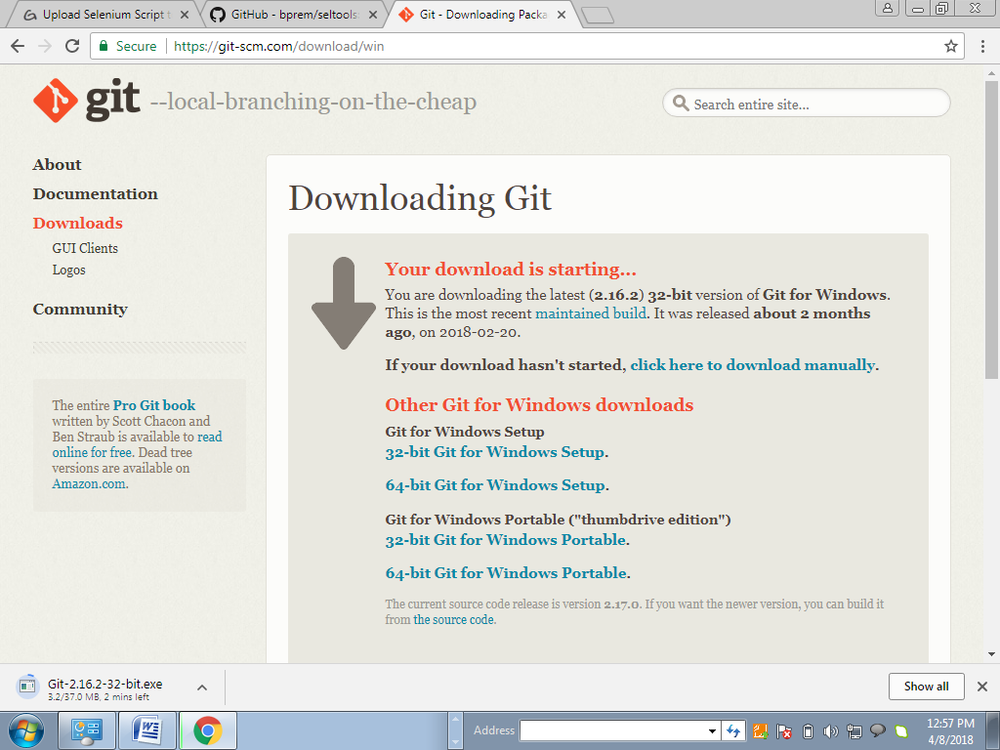 Upload Selenium Script t
GitHub - bprem/seltools:
Git - Downloading Packa
Secure
https://git-scm.com/download/win
git --local-branching-on-the-cheap
Search entire site...
About
Documentation
Downloads
GUI Clients
Logos
Community
The entire Pro Git book
written by Scott Chacon and
Ben Straub is available to read
online for free. Dead tree
versions are available on
Amazon.com.
Downloading Git
Your download is starting...
You are downloading the latest (2.16.2) 32-bit version of Git for Windows.
This is the most recent maintained build. It was released about 2 months
ago, on 2018-02-20.
If your download hasn't started, click here to download manually.
Other Git for Windows downloads
Git for Windows Setup
32-bit Git for Windows Setup.
64-bit Git for Windows Setup.
Git for Windows Portable ("thumbdrive edition")
32-bit Git for Windows Portable.
64-bit Git for Windows Portable.
The current source code release is version 2.17.0. If you want the newer version, you can build it
from the source code.
Git-2.16.2-32-bit.exe
3.2/37.0 MB, 2 mins left
Show all
Address
12:57 PM
4/8/2018